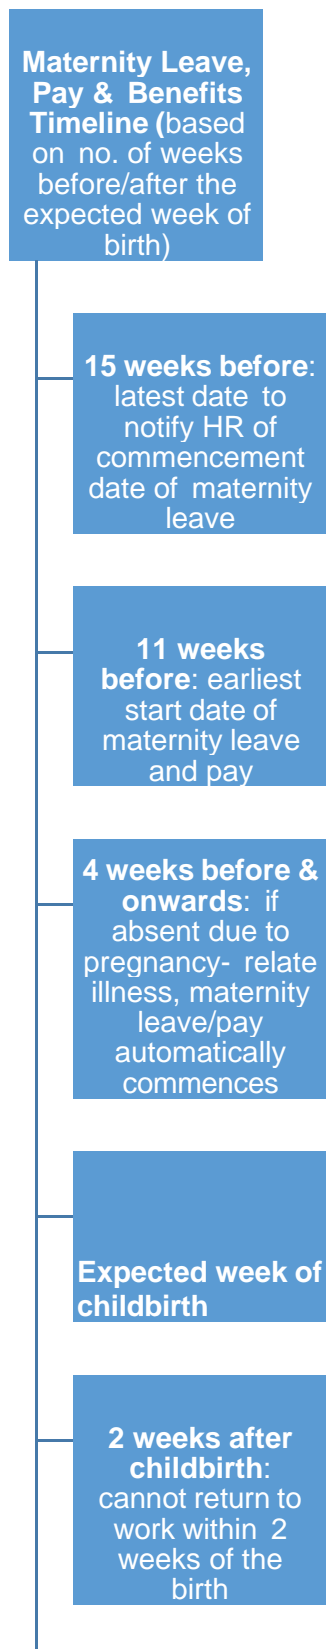 Maternity Leave,
Pay & Benefits
Timeline (based
on no. of weeks
before/after the
expected week of
birth)
15 weeks before:
latest date to
notify HR of
commencement
date of maternity
leave
11 weeks
before: earliest
start date of
maternity leave
and pay
4 weeks before &
onwards: if
absent due to
pregnancy- relate
illness, maternity
leave/pay
automatically
commences
Expected week of
childbirth
2 weeks after
childbirth:
cannot return to
work within 2
weeks of the
birth